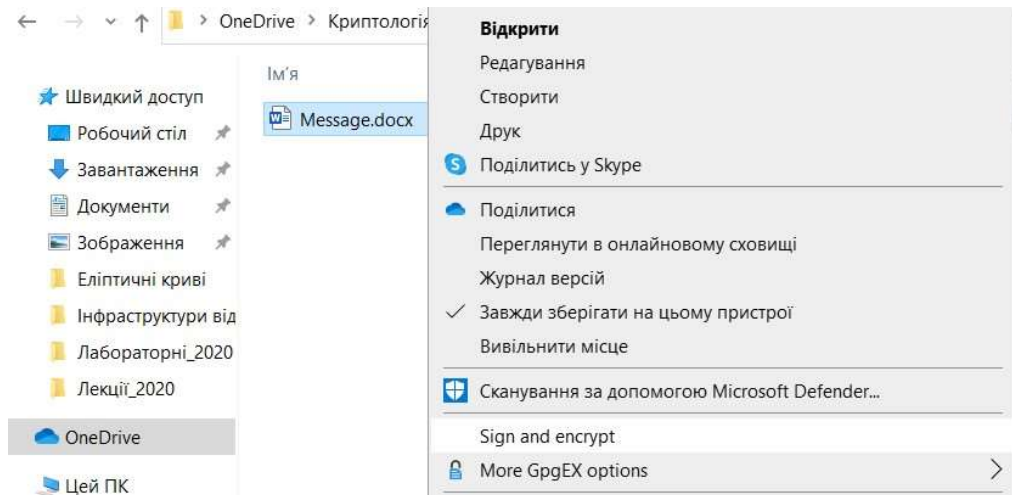 OneDrive > Криптологія
Ім'я
Швидкий доступ
Робочий стіл
Завантаження
Документи
Зображення
Еліптичні криві
Інфраструктури від
Лабораторні_2020
Лекції_2020
OneDrive
Цей ПК
Message.docx
Відкрити
Редагування
Створити
Друк
Поділитись у Skype
Поділитися
Переглянути в онлайновому сховищі
Журнал версій
Завжди зберігати на цьому пристрої
Вивільнити місце
Сканування за допомогою Microsoft Defender...
Sign and encrypt
More GpgEX options